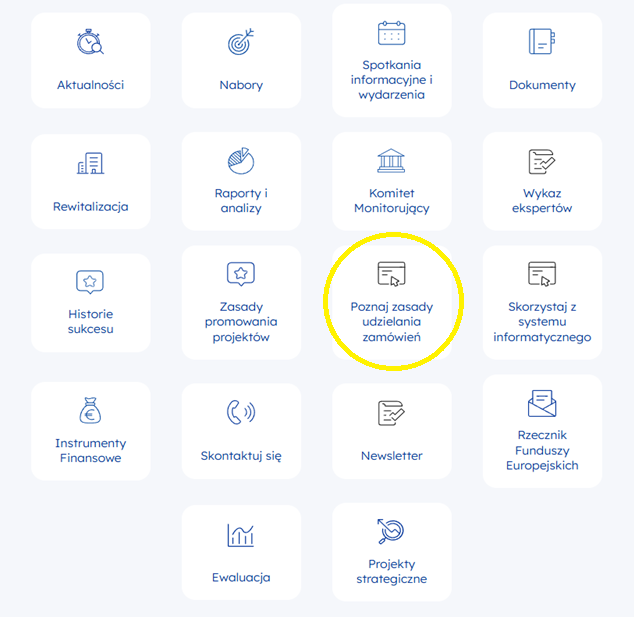 Aktualności
Nabory
Spotkania
informacyjne i
wydarzenia
Dokumenty
Rewitalizacja
Raporty i
analizy
Komitet
Monitorujący
Wykaz
ekspertów
Historie
sukcesu
Zasady
promowania
projektów
Poznaj zasady
udzielania
zamówień
Skorzystaj z
systemu
informatycznego
Instrumenty
Finansowe
Skontaktuj się
Newsletter
Rzecznik
Funduszy
Europejskich
Ewaluacja
Projekty
strategiczne